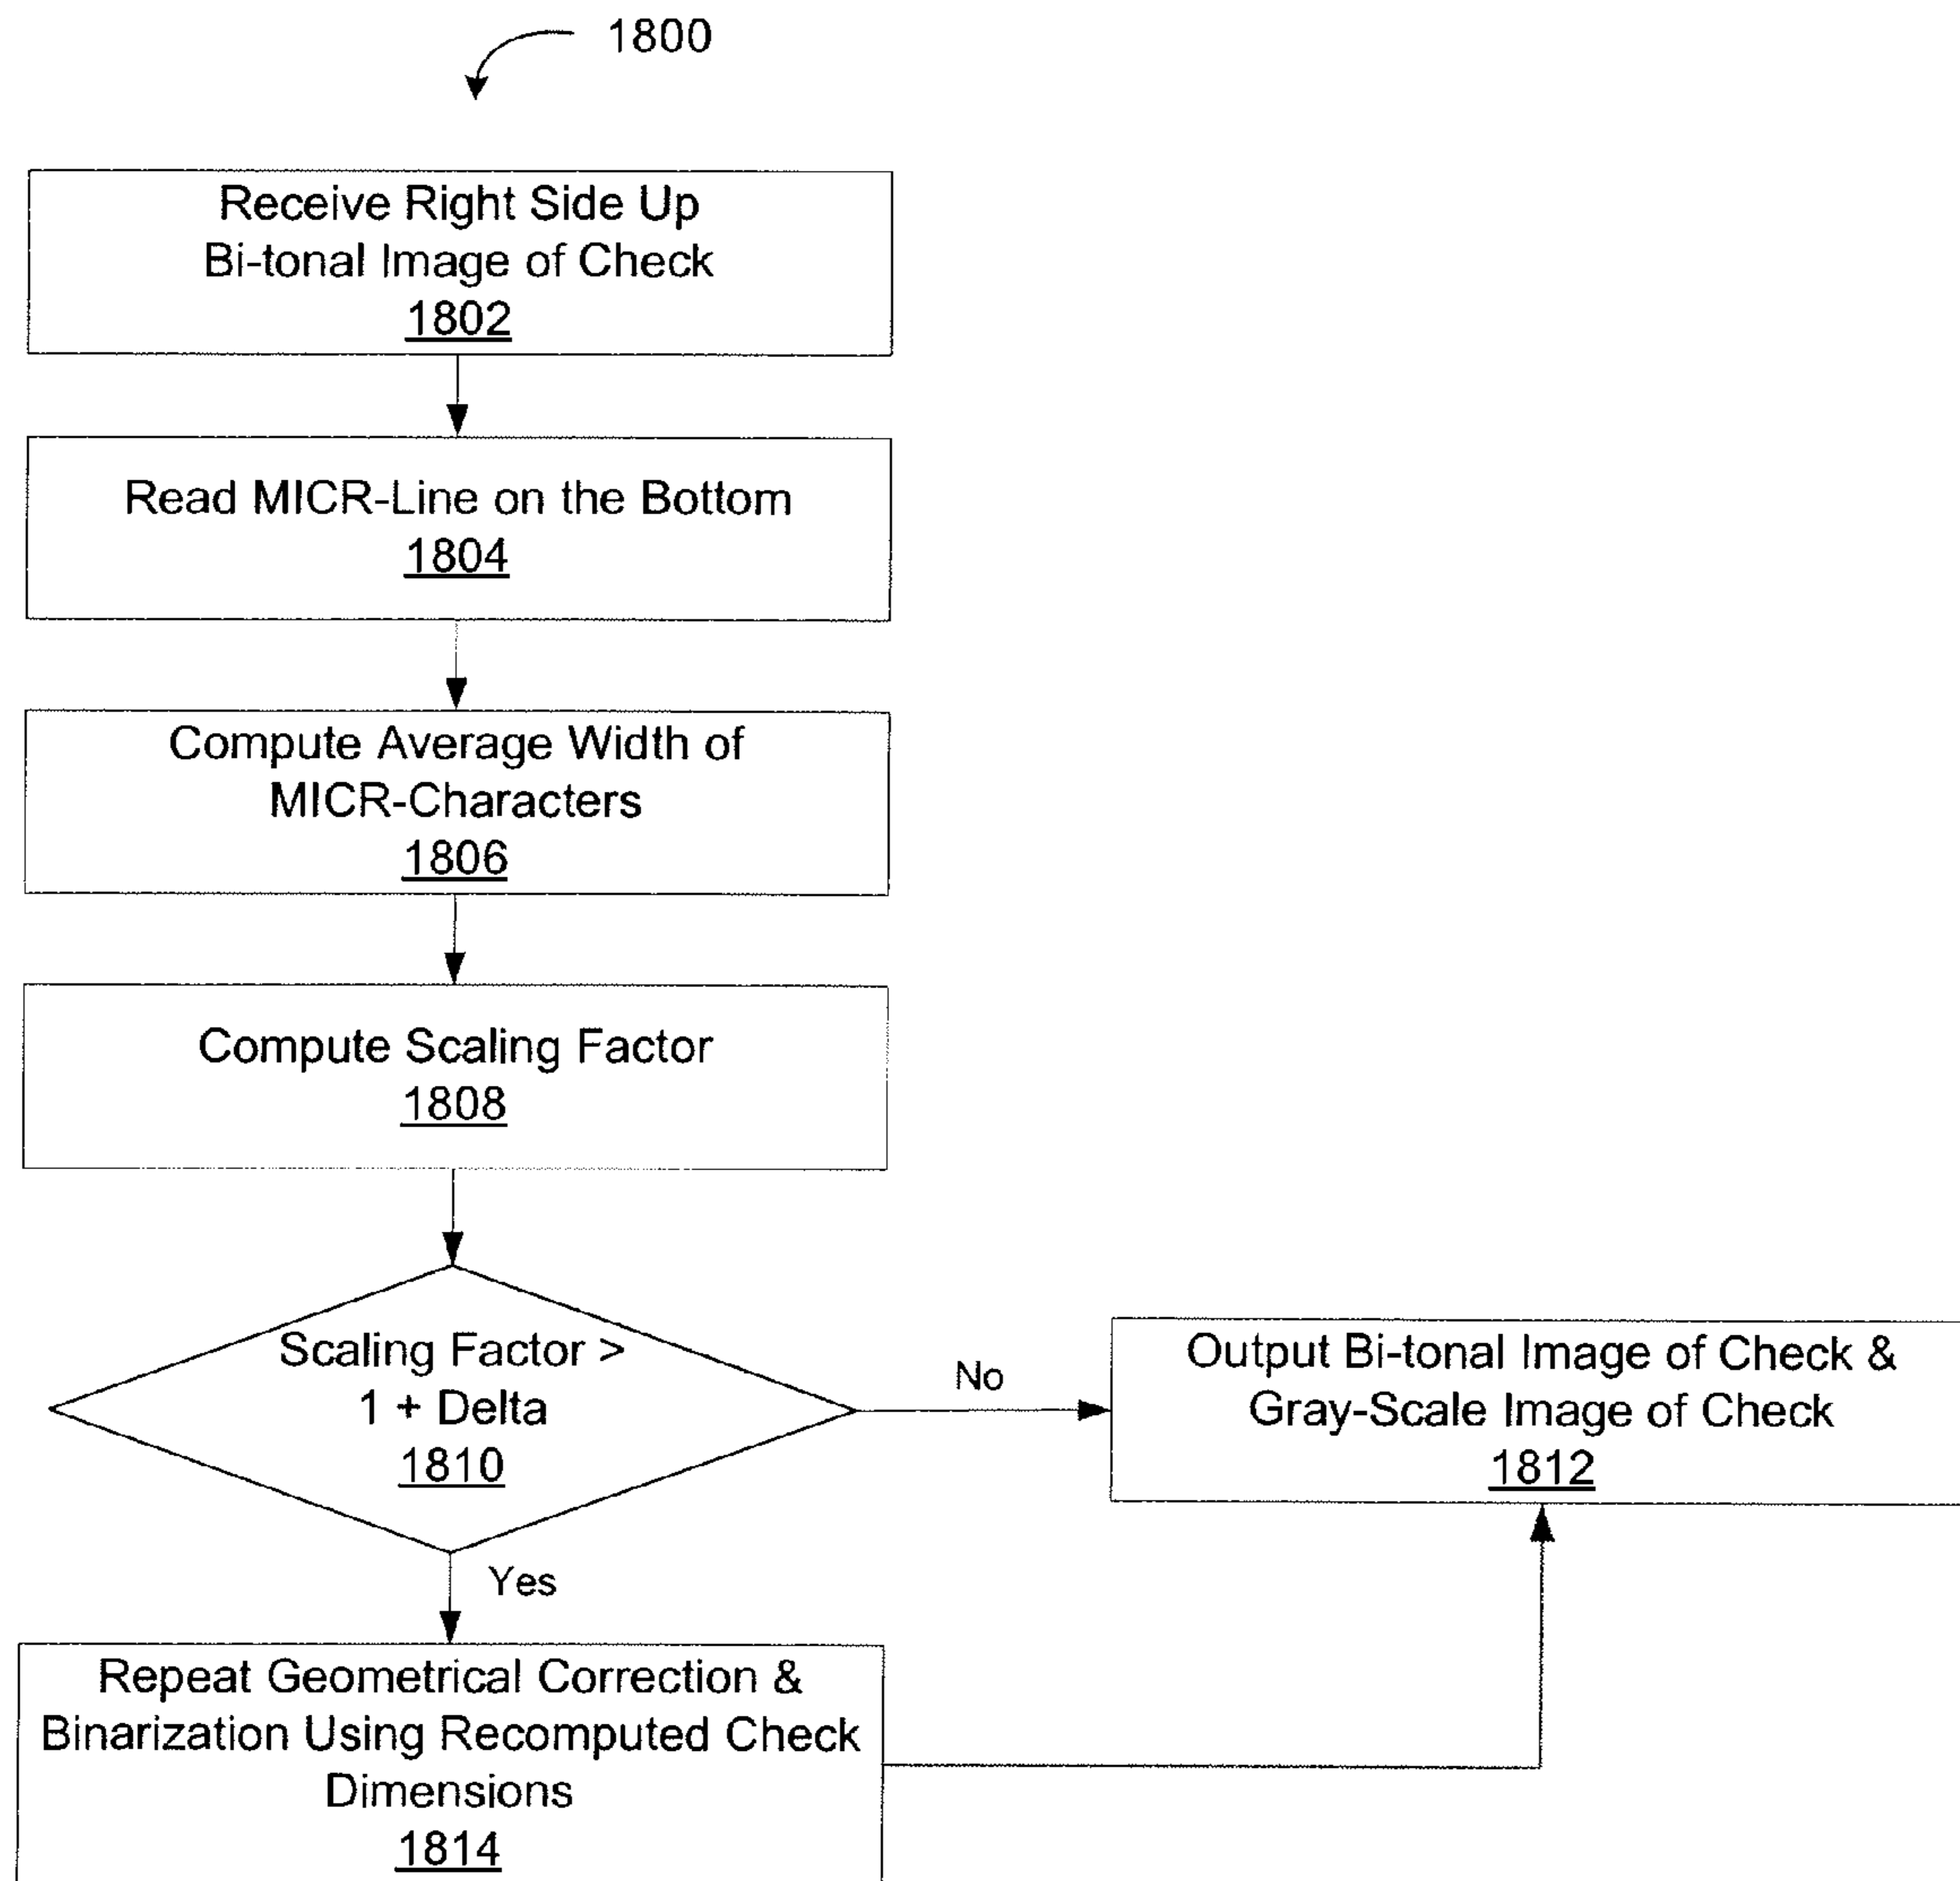 1800
Receive Right Side Up
Bi-tonal Image of Check
1802
Read MICR-Line on the Bottom
1804
Compute Average Width of
MICR-Characters
1806
Compute Scaling Factor
1808
Scaling Factor >
1 + Delta
1810
No
Output Bi-tonal Image of Check &
Gray-Scale Image of Check
1812
Yes
Repeat Geometrical Correction &
Binarization Using Recomputed Check
Dimensions
1814